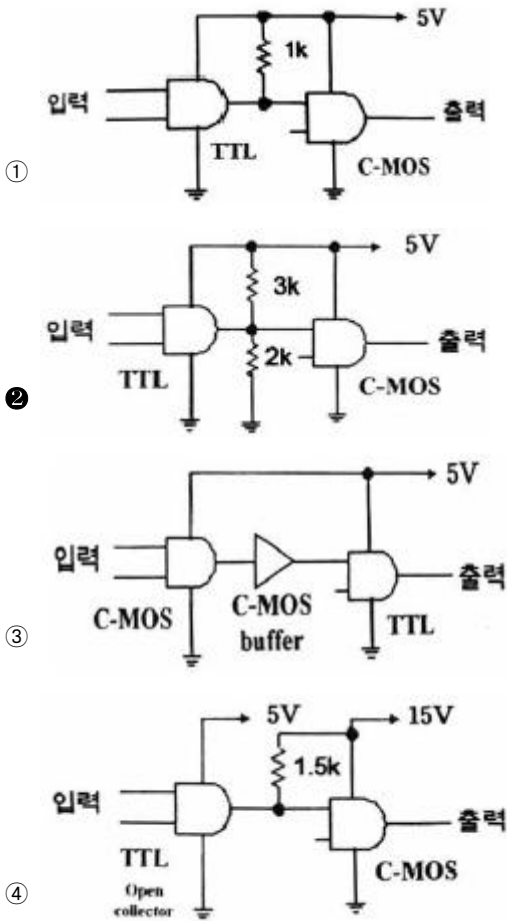 5V
1k
입력
출력
TTL
C-MOS
①
5V
3k
입력
출력
2k
TTL
C-MOS
❷
5V
입력
출력
C-MOS
C-MOS
buffer
TTL
③
5V
15V
1.5k
입력
출력
TTL
C-MOS
Open
collector
④